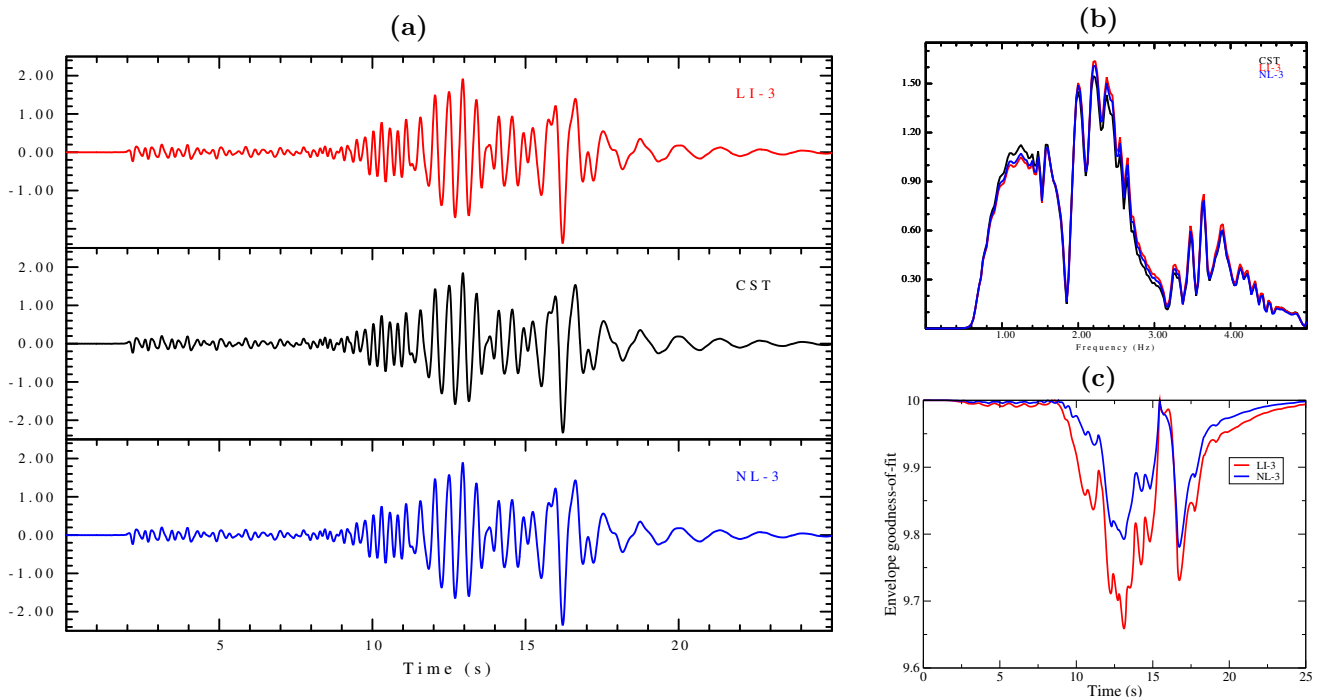 (a)
2.00
1.00
0.00
-1.00
LI-3
2.00
1.00
0.00
-1.00
-2.00
CST
2.00
1.00
0.00
-1.00
-2.00
NL-3
5 10 15 20
Time (s)
(b)
1.50
1.20
0.90
0.60
0.30
CST
LI-3
NL-3
1.00 2.00 3.00 4.00
Frequency (Hz)
(c)
10
9.9
9.8
9.7
9.6
Envelope goodness-of-fit
LI-3
NL-3
0 5 10 15 20 25
Time (s)